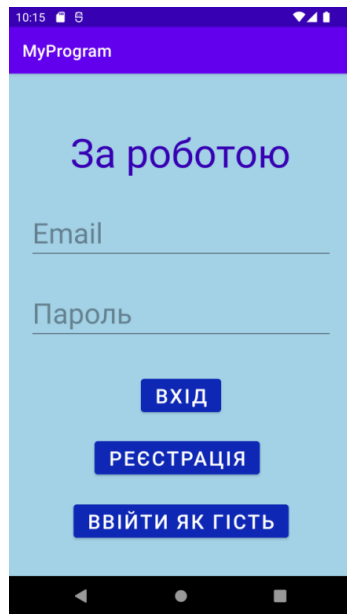 10:15
MyProgram
За роботою
Email
Пароль
ВХІД
РЕЄСТРАЦІЯ
ВВІЙТИ ЯК ГІСТЬ